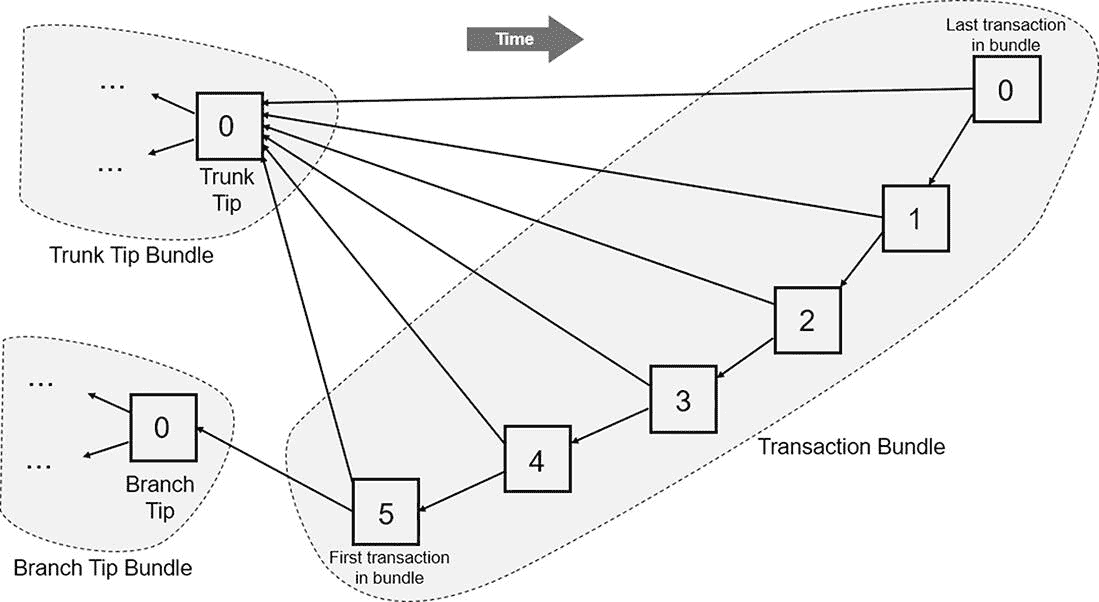 Time
Last transaction
in bundle
0
...
0
...
Trunk
Tip
Trunk Tip Bundle
1
2
3
...
0
...
Branch
Tip
Branch Tip Bundle
4
Transaction Bundle
5
First transaction
in bundle